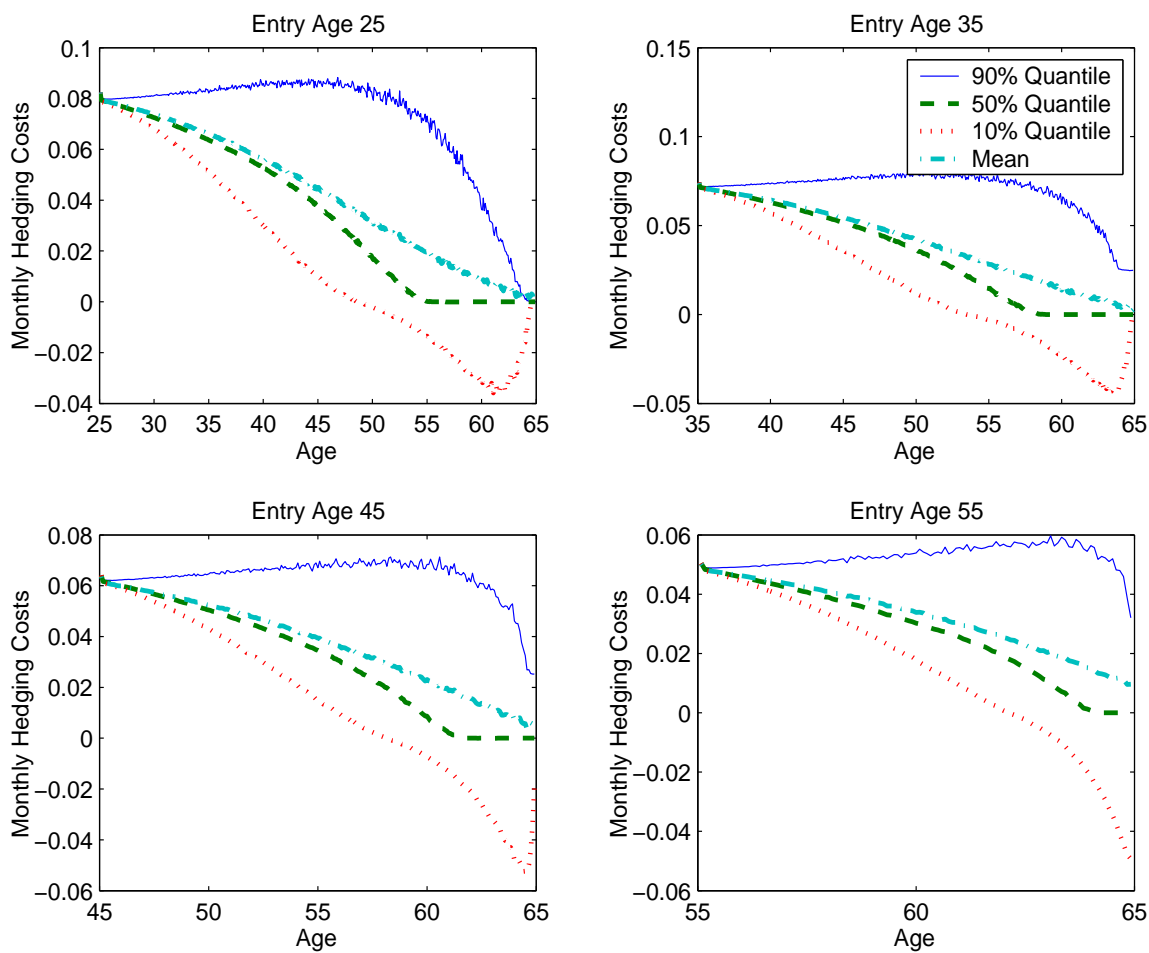 Entry Age 25
0.1
0.08
0.06
0.04
0.02
0
−0.02
−0.04
25 30 35 40 45 50 55 60 65
Age
Monthly Hedging Costs
Entry Age 35
0.15
0.1
0.05
0
−0.05
35 40 45 50 55 60 65
Age
Monthly Hedging Costs
90% Quantile
50% Quantile
10% Quantile
Mean
Entry Age 45
0.08
0.06
0.04
0.02
0
−0.02
−0.04
−0.06
45 50 55 60 65
Age
Monthly Hedging Costs
Entry Age 55
0.06
0.04
0.02
0
−0.02
−0.04
−0.06
55 60 65
Age
Monthly Hedging Costs